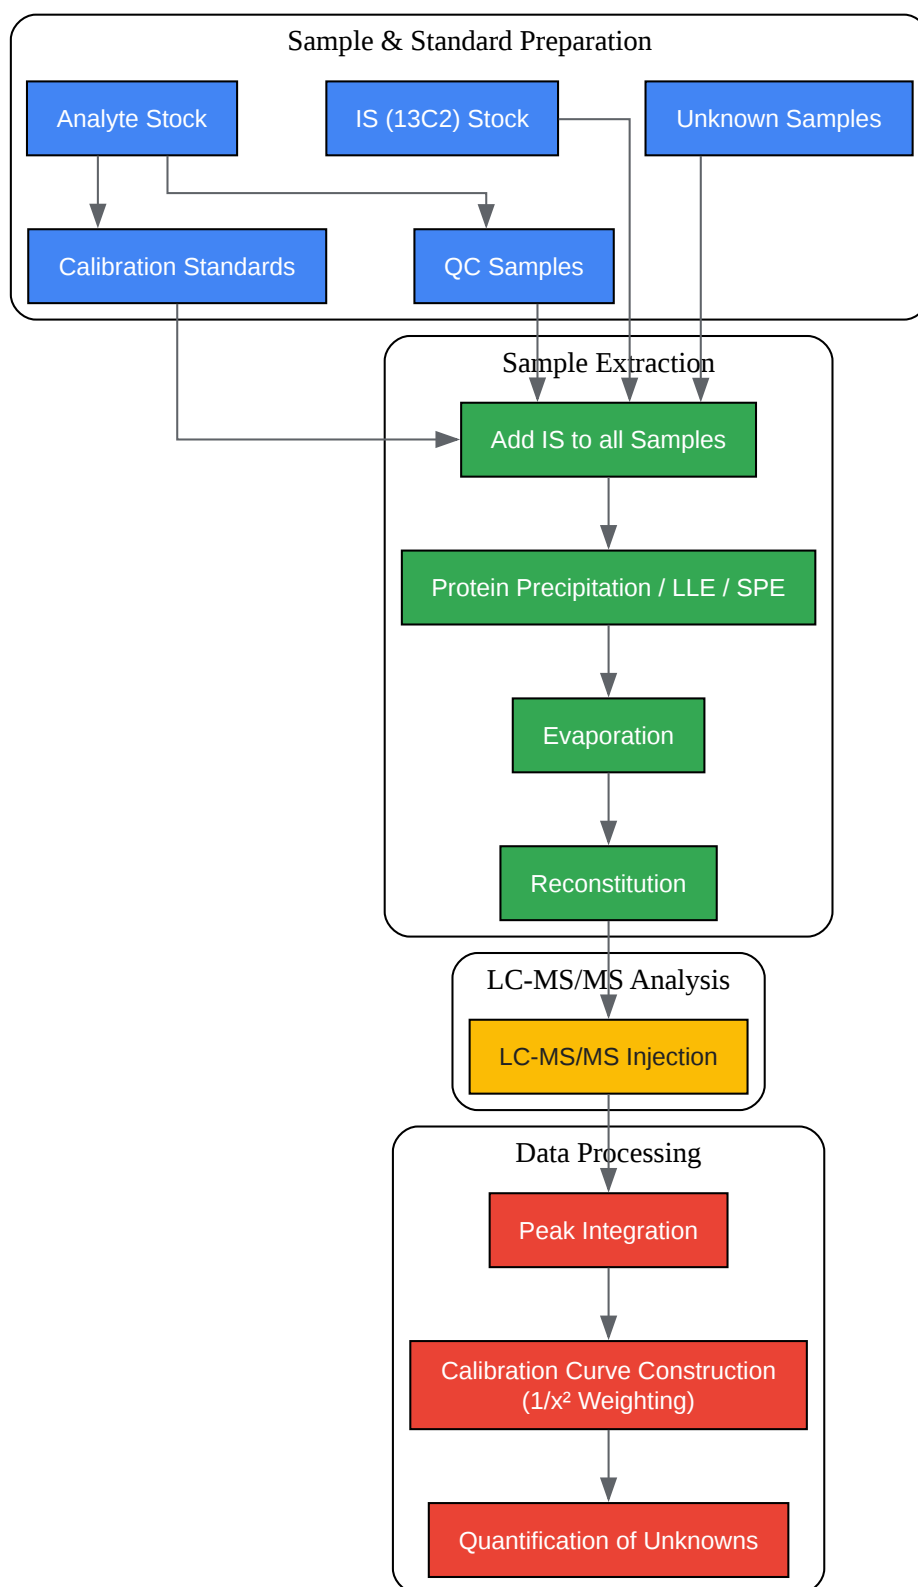 Sample & Standard Preparation
Analyte Stock
IS (13C2) Stock
Unknown Samples
Calibration Standards
QC Samples
Sample Extraction
Add IS to all Samples
Protein Precipitation / LLE / SPE
Evaporation
Reconstitution
LC-MS/MS Analysis
LC-MS/MS Injection
Data Processing
Peak Integration
Calibration Curve Construction
(1/x² Weighting)
Quantification of Unknowns